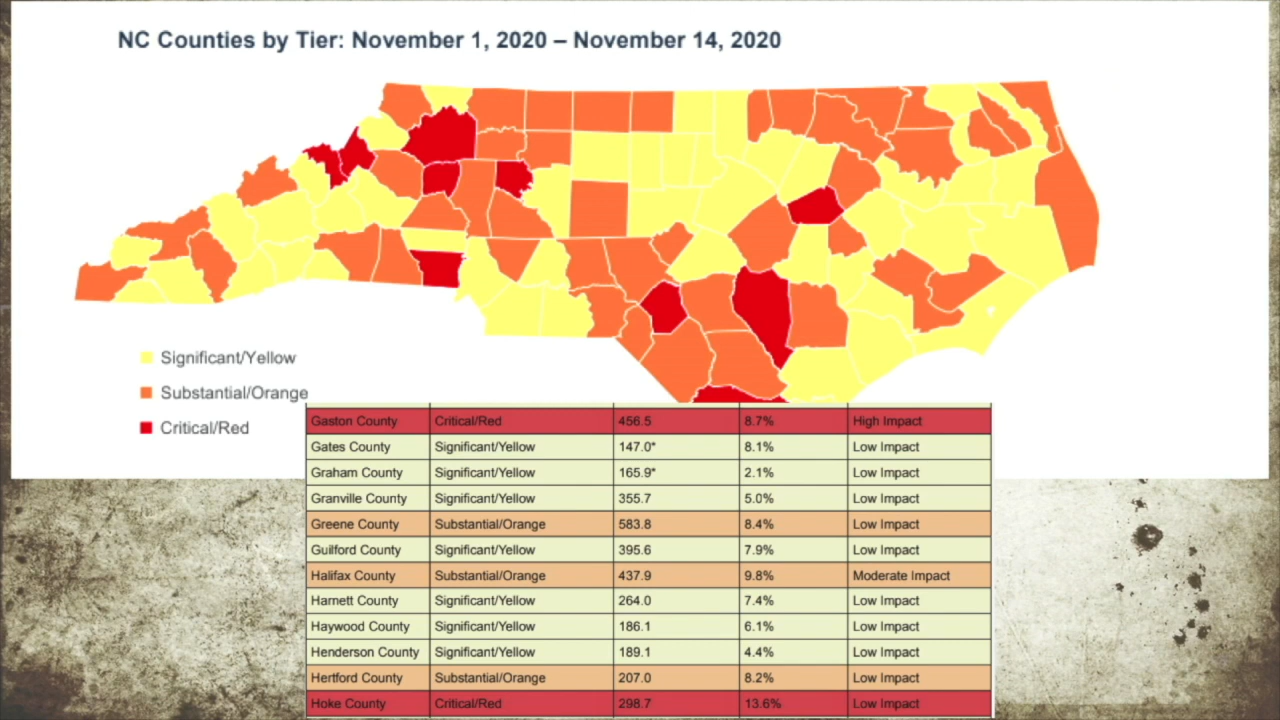 NC Counties by Tier: November 1, 2020 – November 14, 2020
Significant/Yellow
Substantial/Orange
Critical/Red
Gaston County Critical/Red 456.5 8.7% High Impact
Gates County Significant/Yellow 147.0* 8.1% Low Impact
Graham County Significant/Yellow 165.9* 2.1% Low Impact
Granville County Significant/Yellow 355.7 5.0% Low Impact
Greene County Substantial/Orange 583.8 8.4% Low Impact
Guilford County Significant/Yellow 395.6 7.9% Low Impact
Halifax County Substantial/Orange 437.9 9.8% Moderate Impact
Harnett County Significant/Yellow 264.0 7.4% Low Impact
Haywood County Significant/Yellow 186.1 6.1% Low Impact
Henderson County Significant/Yellow 189.1 4.4% Low Impact
Hertford County Substantial/Orange 207.0 8.2% Low Impact
Hoke County Critical/Red 298.7 13.6% Low Impact